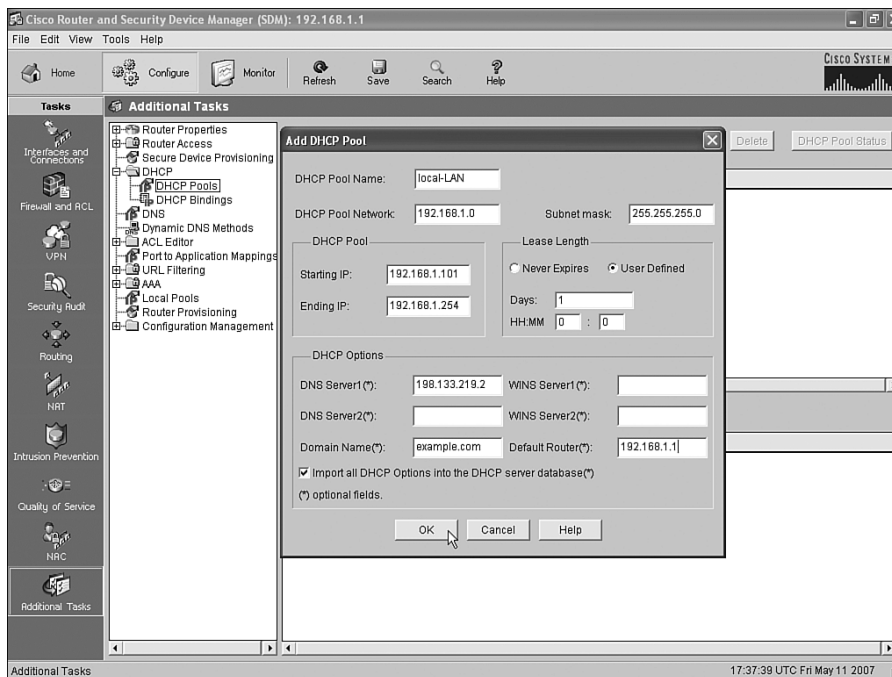 Cisco Router and Security Device Manager (SDM): 192.168.1.1
File Edit View Tools Help
Home Configure Monitor Refresh Save Search Help
CISCO SYSTEM
Tasks
Additional Tasks
Interfaces and Connections
Firewall and ACL
VPN
Security Audit
Routing
NAT
Intrusion Prevention
Quality of Service
NAC
Additional Tasks
Router Properties
Router Access
Secure Device Provisioning
DHCP
DHCP Pools
DHCP Bindings
DNS
Dynamic DNS Methods
ACL Editor
Port to Application Mappings
URL Filtering
AAA
Local Pools
Router Provisioning
Configuration Management
Delete DHCP Pool Status
Add DHCP Pool
DHCP Pool Name: local-LAN
DHCP Pool Network: 192.168.1.0 Subnet mask: 255.255.255.0
DHCP Pool
Starting IP: 192.168.1.101
Ending IP: 192.168.1.254
Lease Length
Never Expires User Defined
Days: 1
HH:MM 0 : 0
DHCP Options
DNS Server1(*): 198.133.219.2 WINS Server1(*):
DNS Server2(*): WINS Server2(*):
Domain Name(*): example.com Default Router(*): 192.168.1.1
Import all DHCP Options into the DHCP server database(*)
(*) optional fields.
OK Cancel Help
Additional Tasks
17:37:39 UTC Fri May 11 2007